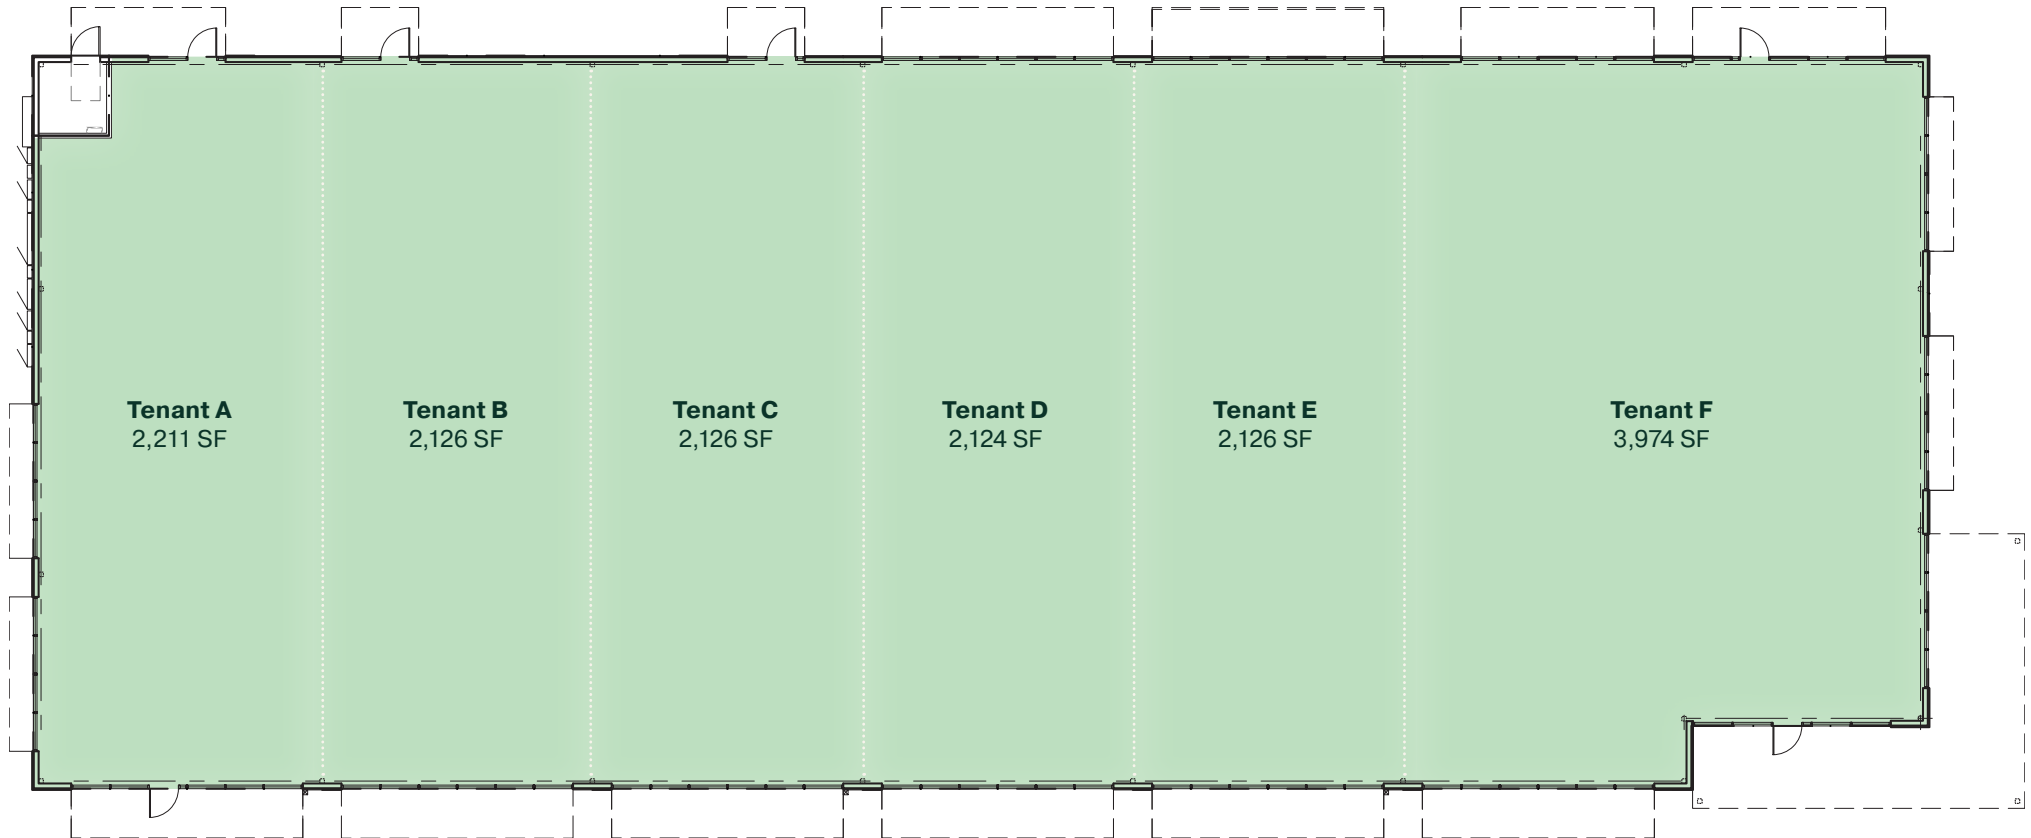 Tenant A
2,211 SF
Tenant B
2,126 SF
Tenant C
2,126 SF
Tenant D
2,124 SF
Tenant E
2,126 SF
Tenant F
3,974 SF